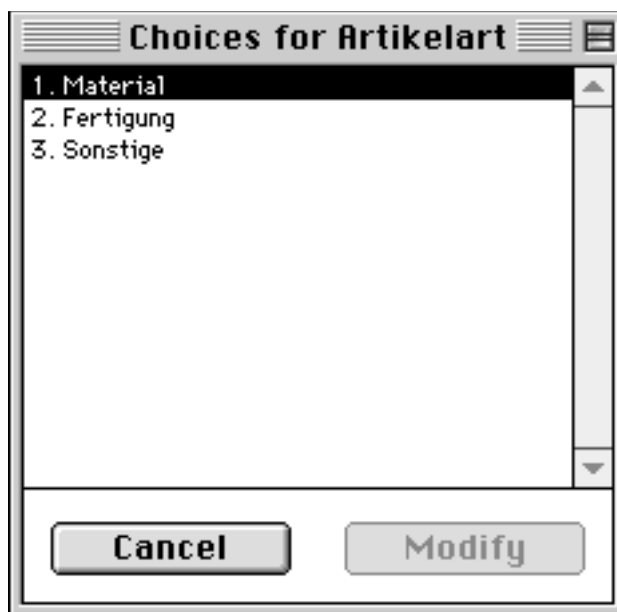 Choices for Artikelart
1. Material
2. Fertigung
3. Sonstige
Cancel
Modify